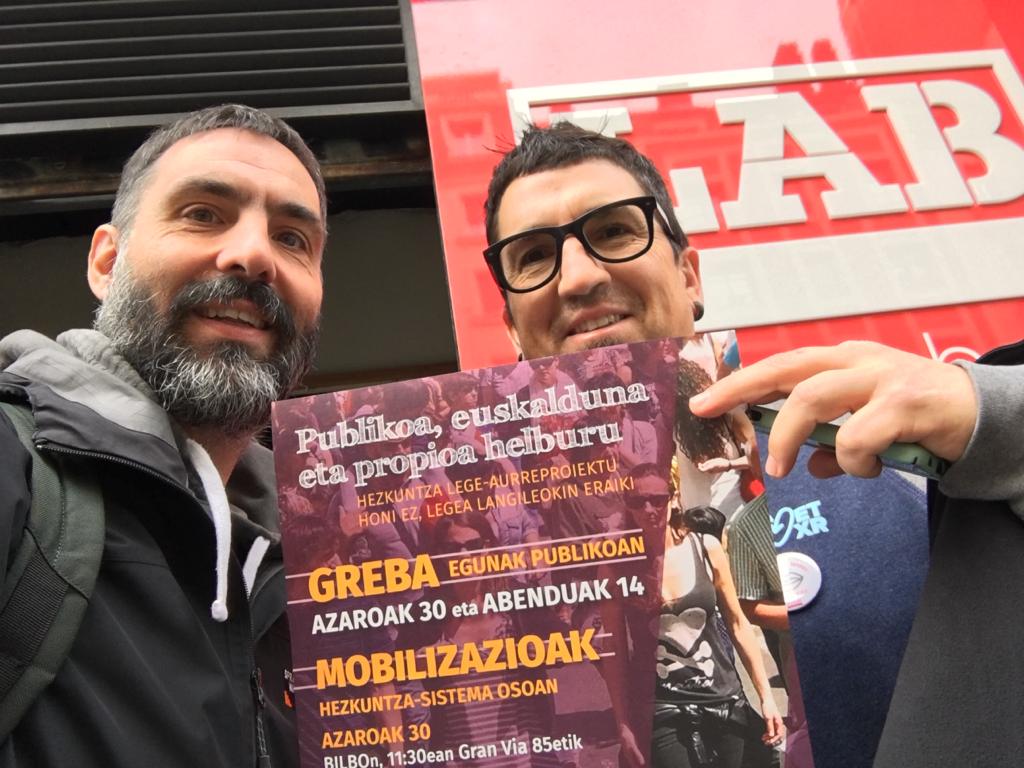 LAB
Publikoa, euskalduna
eta propioa helburu
HEZKUNTZA LEGE-AURREPROIEKTU
HONI EZ, LEGEA LANGILEOKIN ERAIKI
GREBA EGUNAK PUBLIKOAN
AZAROAK 30 eta ABENDUAK 14
MOBILIZAZIOAK
HEZKUNTZA-SISTEMA OSOAN
AZAROAK 30
BILBOn, 11:30ean Gran Via 85etik